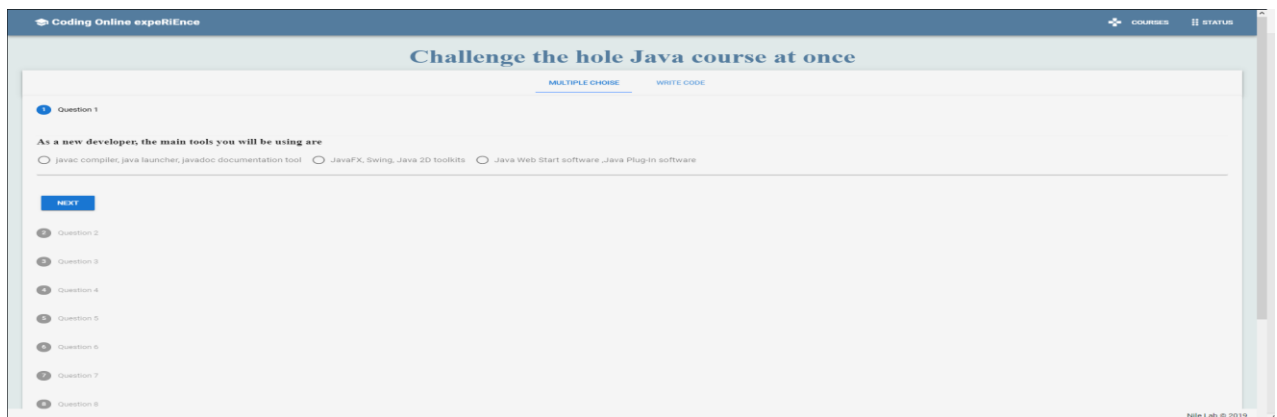 Coding Online expeRiEnce COURSES STATUS
Challenge the hole Java course at once
MULTIPLE CHOISE WRITE CODE
1 Question 1
As a new developer, the main tools you will be using are
javac compiler, java launcher, javadoc documentation tool JavaFX, Swing, Java 2D toolkits Java Web Start software ,Java Plug-In software
NEXT
2 Question 2
3 Question 3
4 Question 4
5 Question 5
6 Question 6
7 Question 7
8 Question 8
Nile Lab © 2019